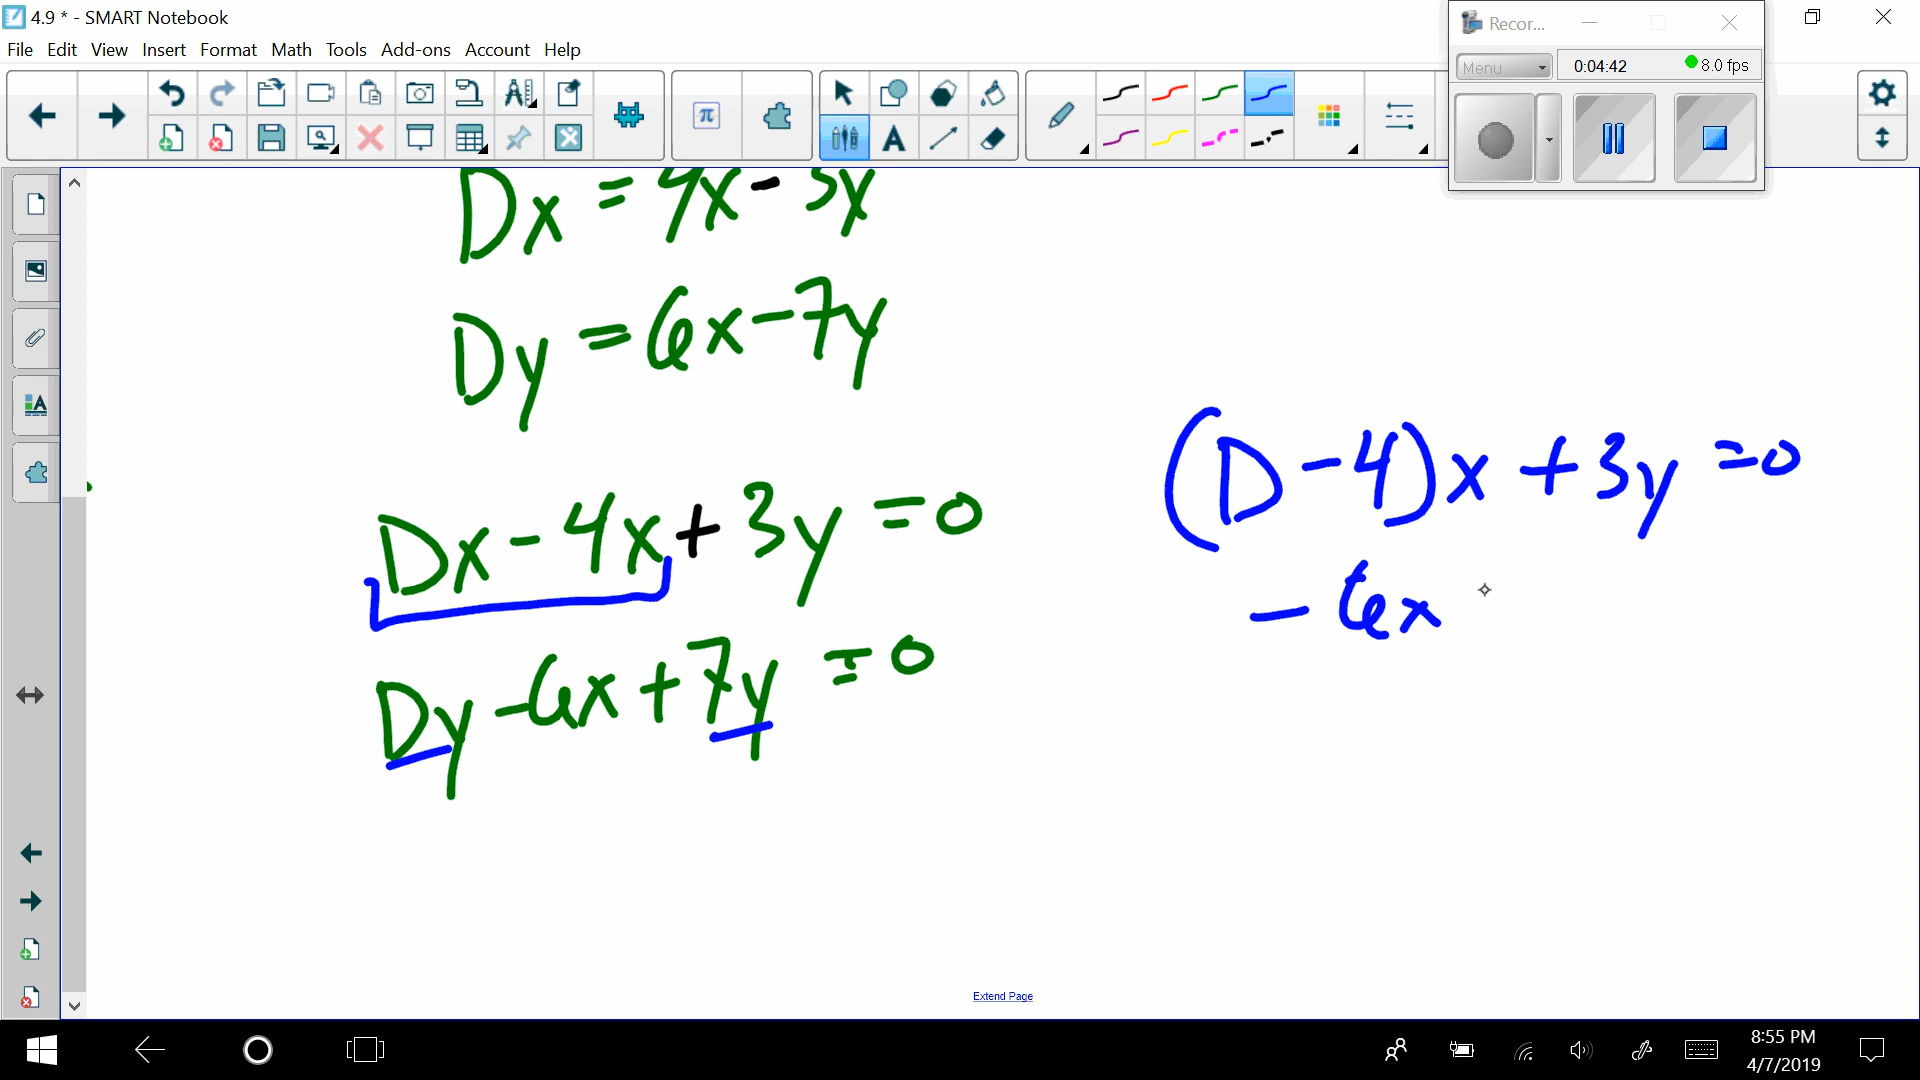 4.9 * - SMART Notebook
Recor...
File Edit View Insert Format Math Tools Add-ons Account Help
Menu
0:04:42
8.0 fps
π
A
A
Dx = 4x - 3y
Dy = 6x - 7y
(D - 4)x + 3y = 0
Dx - 4x + 3y = 0
- 6x
Dy - 6x + 7y = 0
Extend Page
8:55 PM
4/7/2019